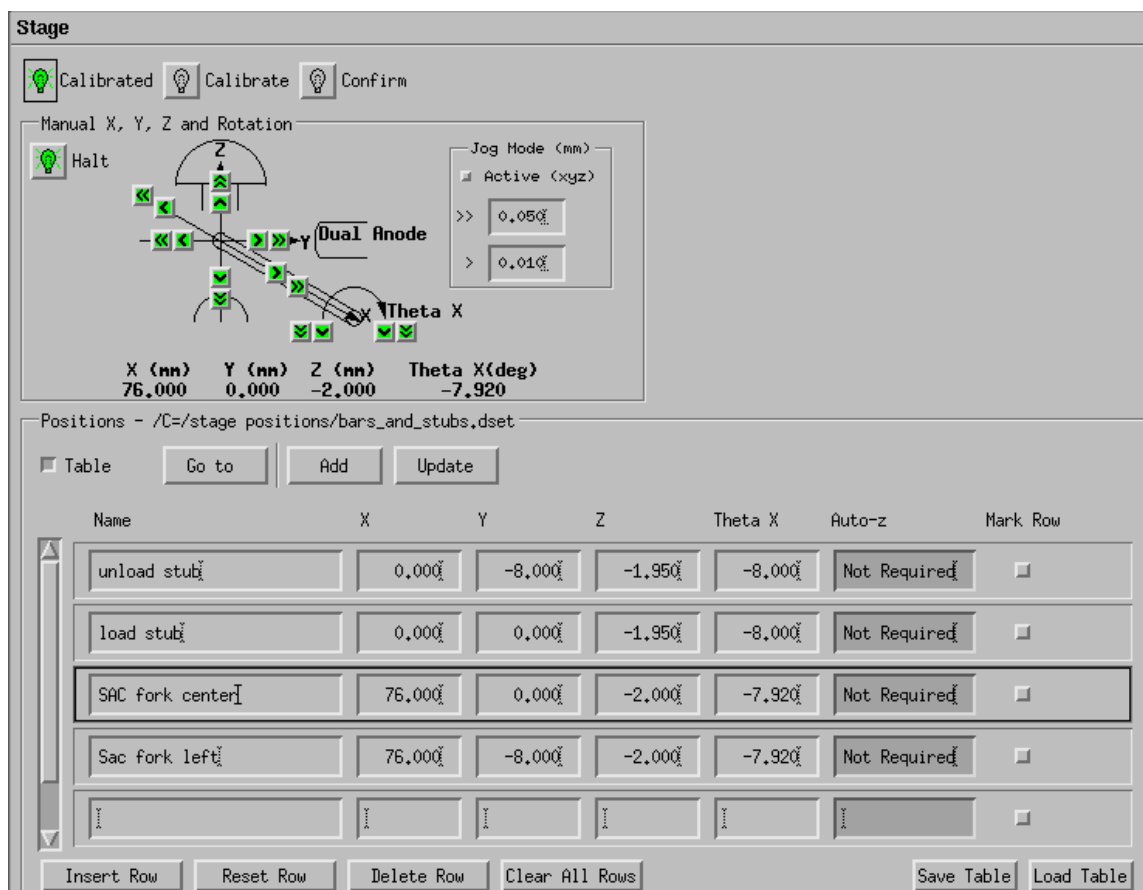 Stage
Calibrated Calibrate Confirm
Manual X, Y, Z and Rotation
Halt
Z
Jog Mode (mm)
Active (xyz)
>> 0.050
> 0.010
Y Dual Anode
X Theta X
X (mm) Y (mm) Z (mm) Theta X(deg)
76.000 0.000 -2.000 -7.920
Positions - /C=/stage positions/bars_and_stubs.dset
Table Go to Add Update
Name X Y Z Theta X Auto-z Mark Row
unload stub 0.000 -8.000 -1.950 -8.000 Not Required
load stub 0.000 0.000 -1.950 -8.000 Not Required
SAC fork center 76.000 0.000 -2.000 -7.920 Not Required
Sac fork left 76.000 -8.000 -2.000 -7.920 Not Required
Insert Row Reset Row Delete Row Clear All Rows Save Table Load Table